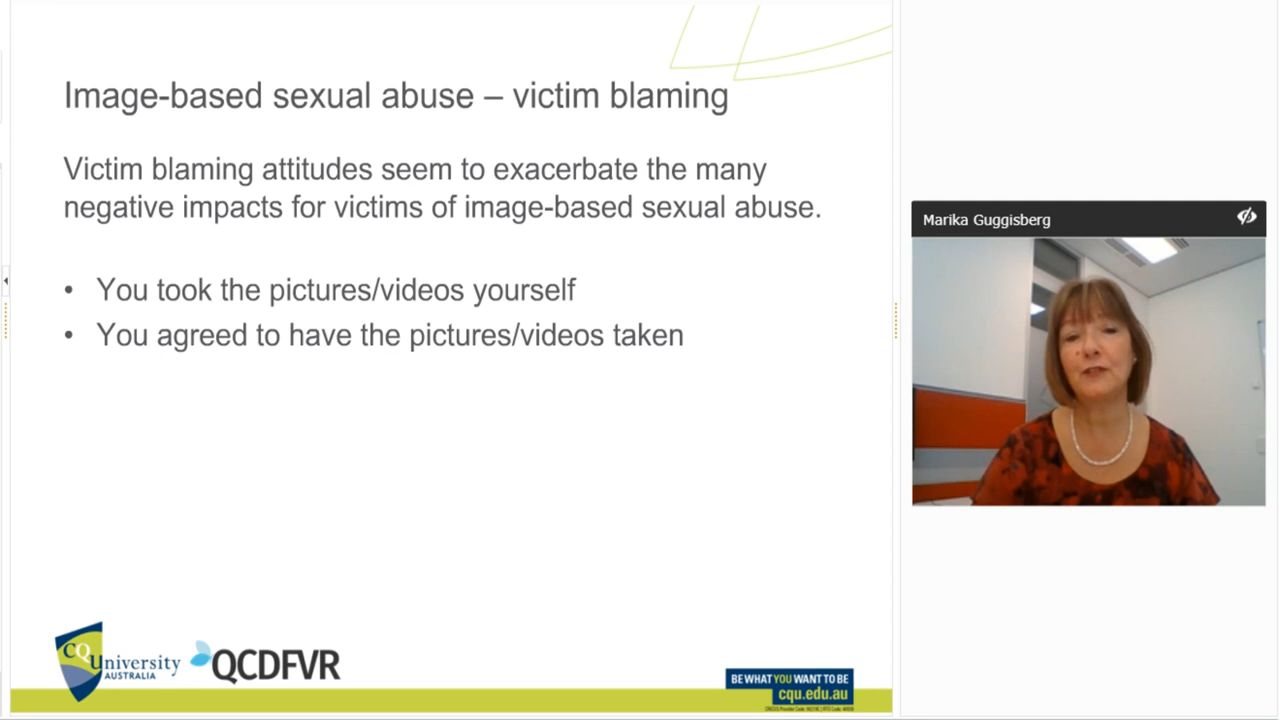 Image-based sexual abuse – victim blaming
Victim blaming attitudes seem to exacerbate the many
negative impacts for victims of image-based sexual abuse.
• You took the pictures/videos yourself
• You agreed to have the pictures/videos taken
Marika Guggisberg
CQUniversity
AUSTRALIA
QCDFVR
BE WHAT YOU WANT TO BE
cqu.edu.au